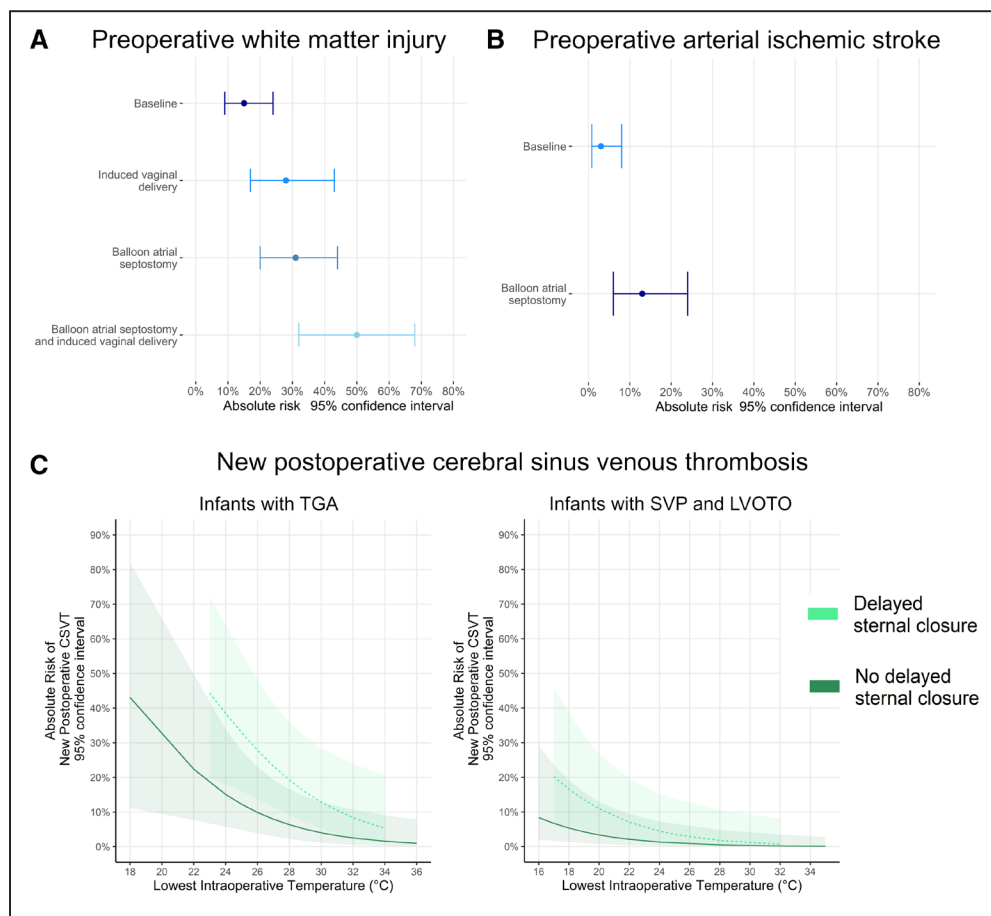 A Preoperative white matter injury
Baseline
Induced vaginal
delivery
Balloon atrial
septostomy
Balloon atrial septostomy
and induced vaginal delivery
0% 10% 20% 30% 40% 50% 60% 70% 80%
Absolute risk 95% confidence interval
B Preoperative arterial ischemic stroke
Baseline
Balloon atrial
septostomy
0% 10% 20% 30% 40% 50% 60% 70% 80%
Absolute risk 95% confidence interval
C New postoperative cerebral sinus venous thrombosis
Infants with TGA
Absolute Risk of
New Postoperative CSVT
95% confidence interval
90%
80%
70%
60%
50%
40%
30%
20%
10%
0%
18 20 22 24 26 28 30 32 34 36
Lowest Intraoperative Temperature (°C)
Infants with SVP and LVOTO
Absolute Risk of
New Postoperative CSVT
95% confidence interval
90%
80%
70%
60%
50%
40%
30%
20%
10%
0%
16 18 20 22 24 26 28 30 32 34
Lowest Intraoperative Temperature (°C)
Delayed
sternal closure
No delayed
sternal closure